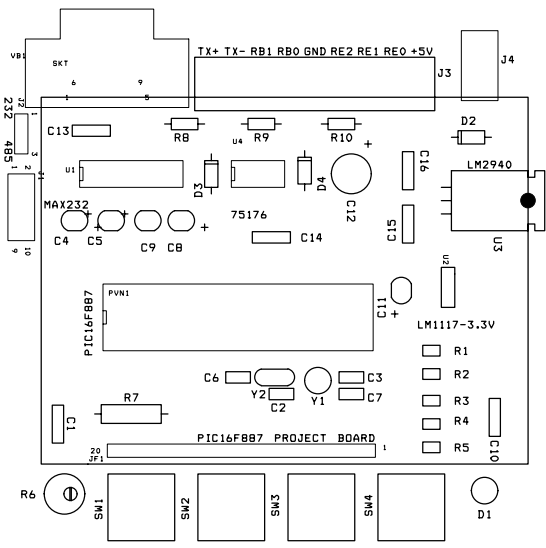 VB1
SKT
6 9
1 5
TX+ TX- RB1 RB0 GND RE2 RE1 RE0 +5V
J3
J4
J2
232
485
1
3
C13
R8
R9
R10
+
D2
U1
U4
D3
D4
C12
C16
LM2940
1 2
J1
9 10
MAX232
+ + +
C4 C5 C9 C8
75176
C14
C15
U3
U2
PVN1
PIC16F887
C11
+
LM1117-3.3V
R1
R2
R3
R4
R5
C6
Y2
C2
Y1
C3
C7
R7
C1
C10
PIC16F887 PROJECT BOARD
20
JF1
1
R6
SW1
SW2
SW3
SW4
D1